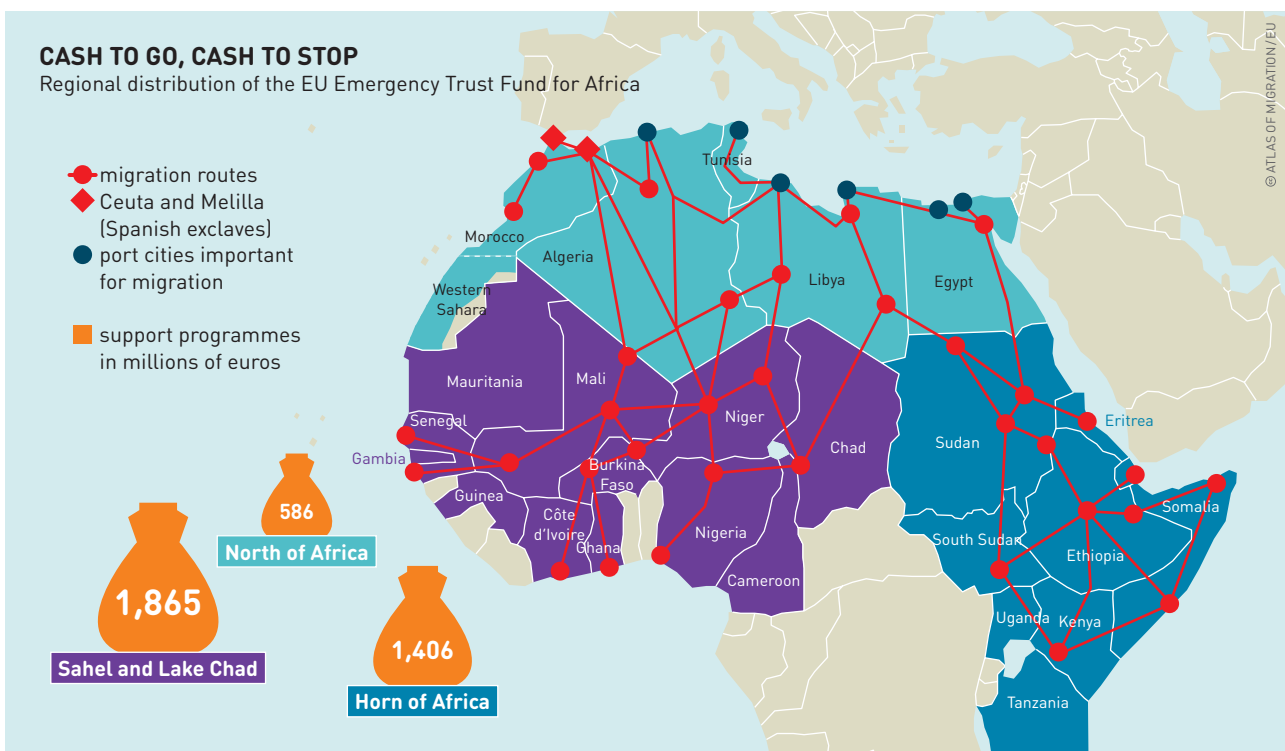 CASH TO GO, CASH TO STOP
Regional distribution of the EU Emergency Trust Fund for Africa
© ATLAS OF MIGRATION/EU
migration routes
Ceuta and Melilla
(Spanish exclaves)
port cities important
for migration
support programmes
in millions of euros
Tunisia
Morocco
Algeria
Libya
Egypt
Western
Sahara
Mauritania
Mali
Niger
Chad
Sudan
Eritrea
Senegal
Gambia
Burkina
Faso
Guinea
Côte
d'Ivoire
Ghana
Nigeria
Cameroon
South Sudan
Ethiopia
Somalia
Uganda
Kenya
Tanzania
586
North of Africa
1,865
Sahel and Lake Chad
1,406
Horn of Africa